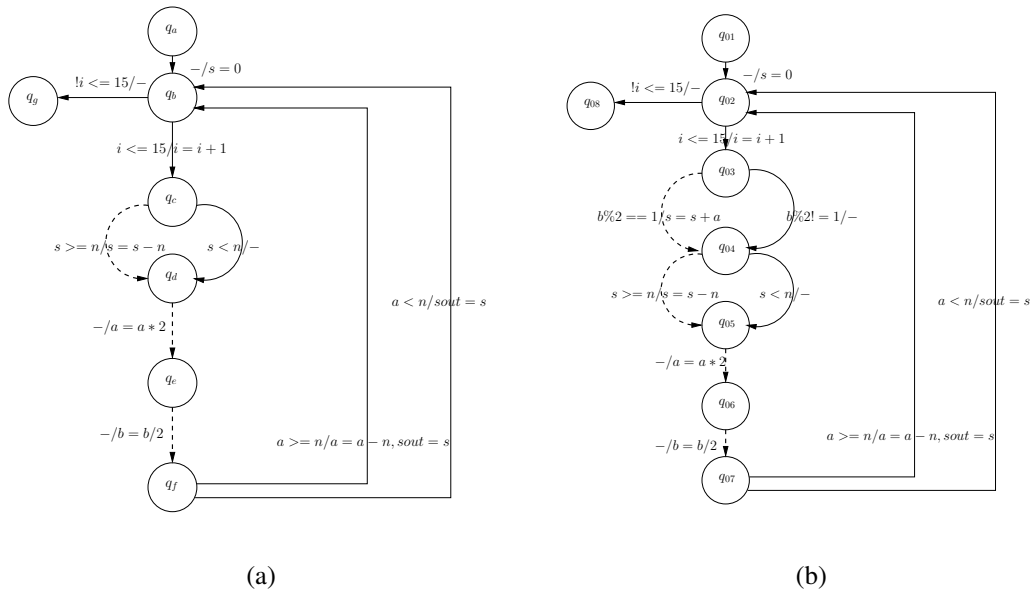 q_a
-/s = 0
!i <= 15/-
q_g
q_b
i <= 15/i = i + 1
q_c
s >= n/s = s - n
s < n/-
q_d
a < n/sout = s
-/a = a * 2
q_e
-/b = b/2
a >= n/a = a - n, sout = s
q_f
(a)
q_01
-/s = 0
!i <= 15/-
q_08
q_02
i <= 15/i = i + 1
q_03
b%2 == 1/s = s + a
b%2! = 1/-
q_04
s >= n/s = s - n
s < n/-
a < n/sout = s
q_05
-/a = a * 2
q_06
-/b = b/2
a >= n/a = a - n, sout = s
q_07
(b)